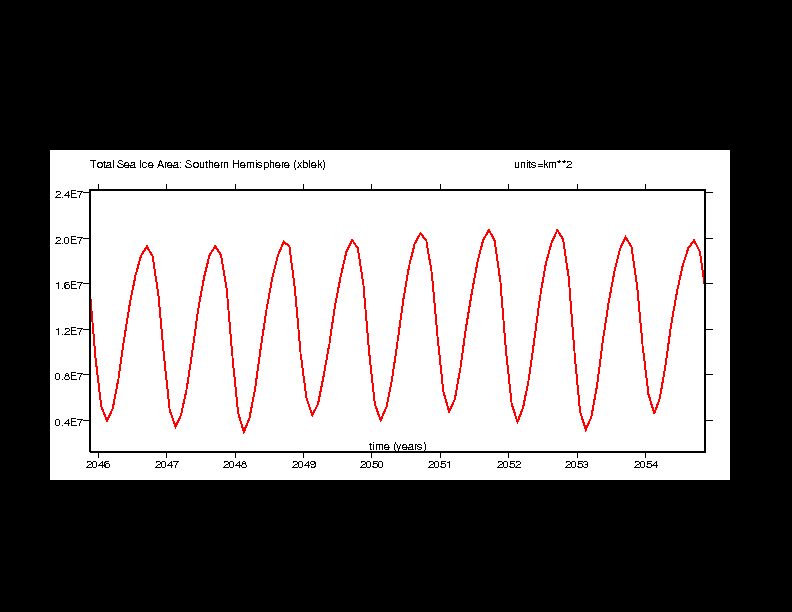 Total Sea Ice Area: Southern Hemisphere (xblek) units=km**2
2.4E7
2.0E7
1.6E7
1.2E7
0.8E7
0.4E7
time (years)
2046 2047 2048 2049 2050 2051 2052 2053 2054